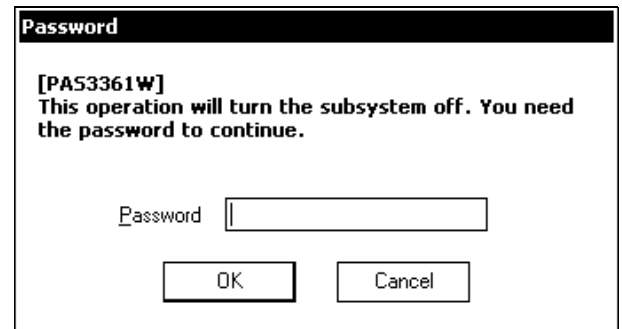 Password
[PAS3361W]
This operation will turn the subsystem off. You need
the password to continue.
Password
OK Cancel